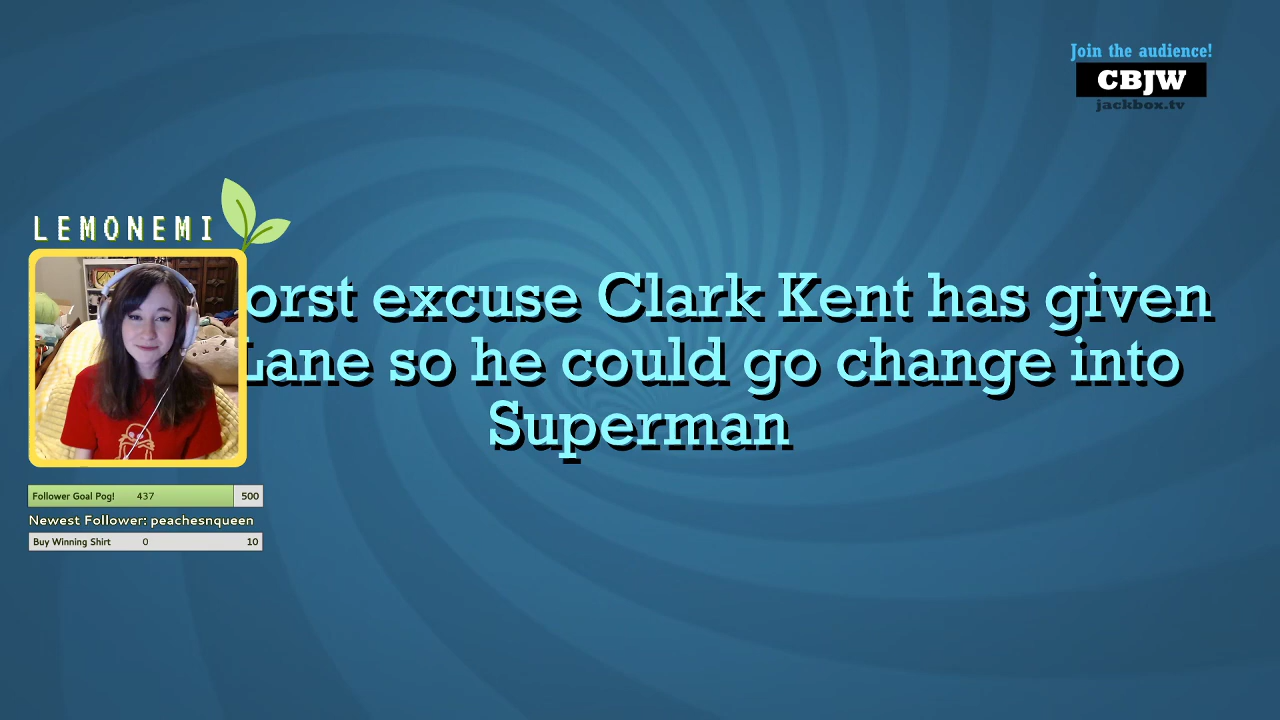 Join the audience!
CBJW
jackbox.tv
LEMONEMI
orst excuse Clark Kent has given
Lane so he could go change into
Superman
Follower Goal Pog! 437 500
Newest Follower: peachesnqueen
Buy Winning Shirt 0 10